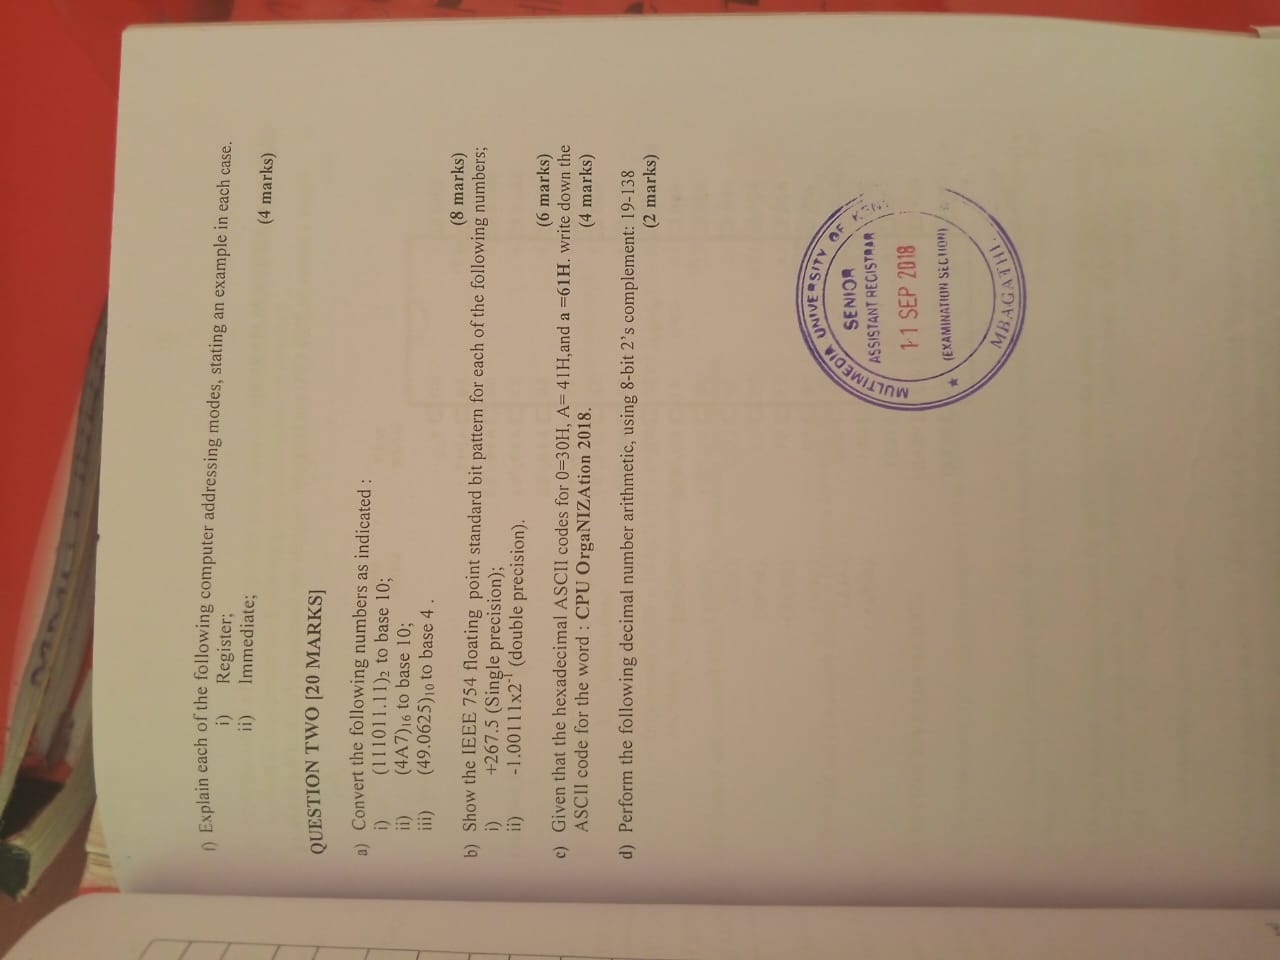 f) Explain each of the following computer addressing modes, stating an example in each case.
i) Register;
ii) Immediate;
(4 marks)
QUESTION TWO [20 MARKS]
a) Convert the following numbers as indicated :
i) (111011.11)₂ to base 10;
ii) (4A7)₁₆ to base 10;
iii) (49.0625)₁₀ to base 4 .
(8 marks)
b) Show the IEEE 754 floating point standard bit pattern for each of the following numbers;
i) +267.5 (Single precision);
ii) -1.00111x2⁻¹ (double precision).
(6 marks)
c) Given that the hexadecimal ASCII codes for 0=30H, A= 41H,and a =61H. write down the
ASCII code for the word : CPU OrgaNIZAtion 2018. (4 marks)
d) Perform the following decimal number arithmetic, using 8-bit 2's complement: 19-138
(2 marks)
MULTIMEDIA UNIVERSITY OF
SENIOR
ASSISTANT REGISTRAR
11 SEP 2018
(EXAMINATION SECTION)
MBAGATHI.